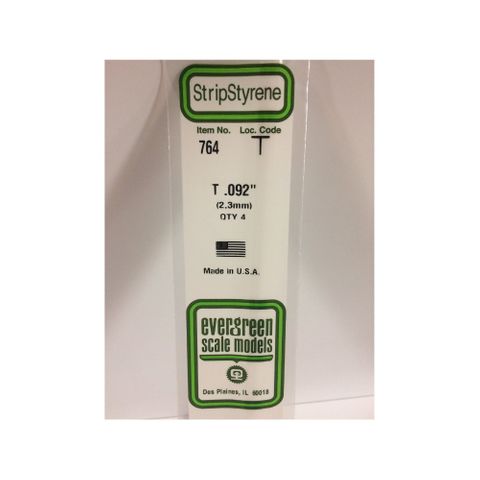 StripStyrene
Item No. Loc. Code
764 T
T .092"
(2,3mm)
QTY 4
Made in U.S.A.
evergreen
scale models
Des Plaines, IL 60018